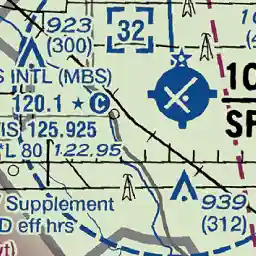 923
(300)
32
S INTL (MBS)
120.1 ★ C
IS 125.925
*L 80 122.95
Supplement
D eff hrs
939
(312)
10
SF